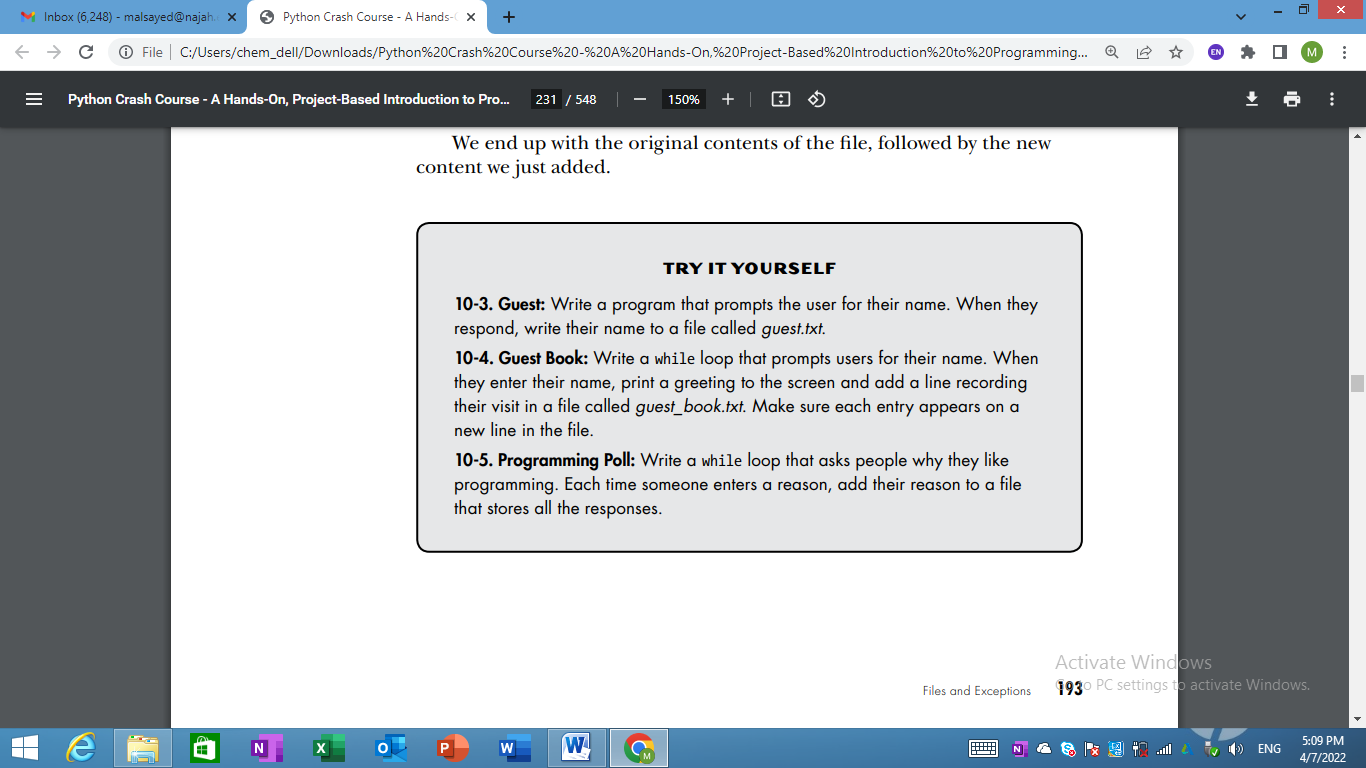 Inbox (6,248) - malsayed@najah.
Python Crash Course - A Hands-O
File
C:/Users/chem_dell/Downloads/Python%20Crash%20Course%20-%20A%20Hands-On,%20Project-Based%20Introduction%20to%20Programming...
EN
M
Python Crash Course - A Hands-On, Project-Based Introduction to Pro...
231 / 548
150%
We end up with the original contents of the file, followed by the new
content we just added.
TRY IT YOURSELF
10-3. Guest: Write a program that prompts the user for their name. When they
respond, write their name to a file called guest.txt.
10-4. Guest Book: Write a while loop that prompts users for their name. When
they enter their name, print a greeting to the screen and add a line recording
their visit in a file called guest_book.txt. Make sure each entry appears on a
new line in the file.
10-5. Programming Poll: Write a while loop that asks people why they like
programming. Each time someone enters a reason, add their reason to a file
that stores all the responses.
Activate Windows
Go to PC settings to activate Windows.
Files and Exceptions 193
ENG
5:09 PM
4/7/2022